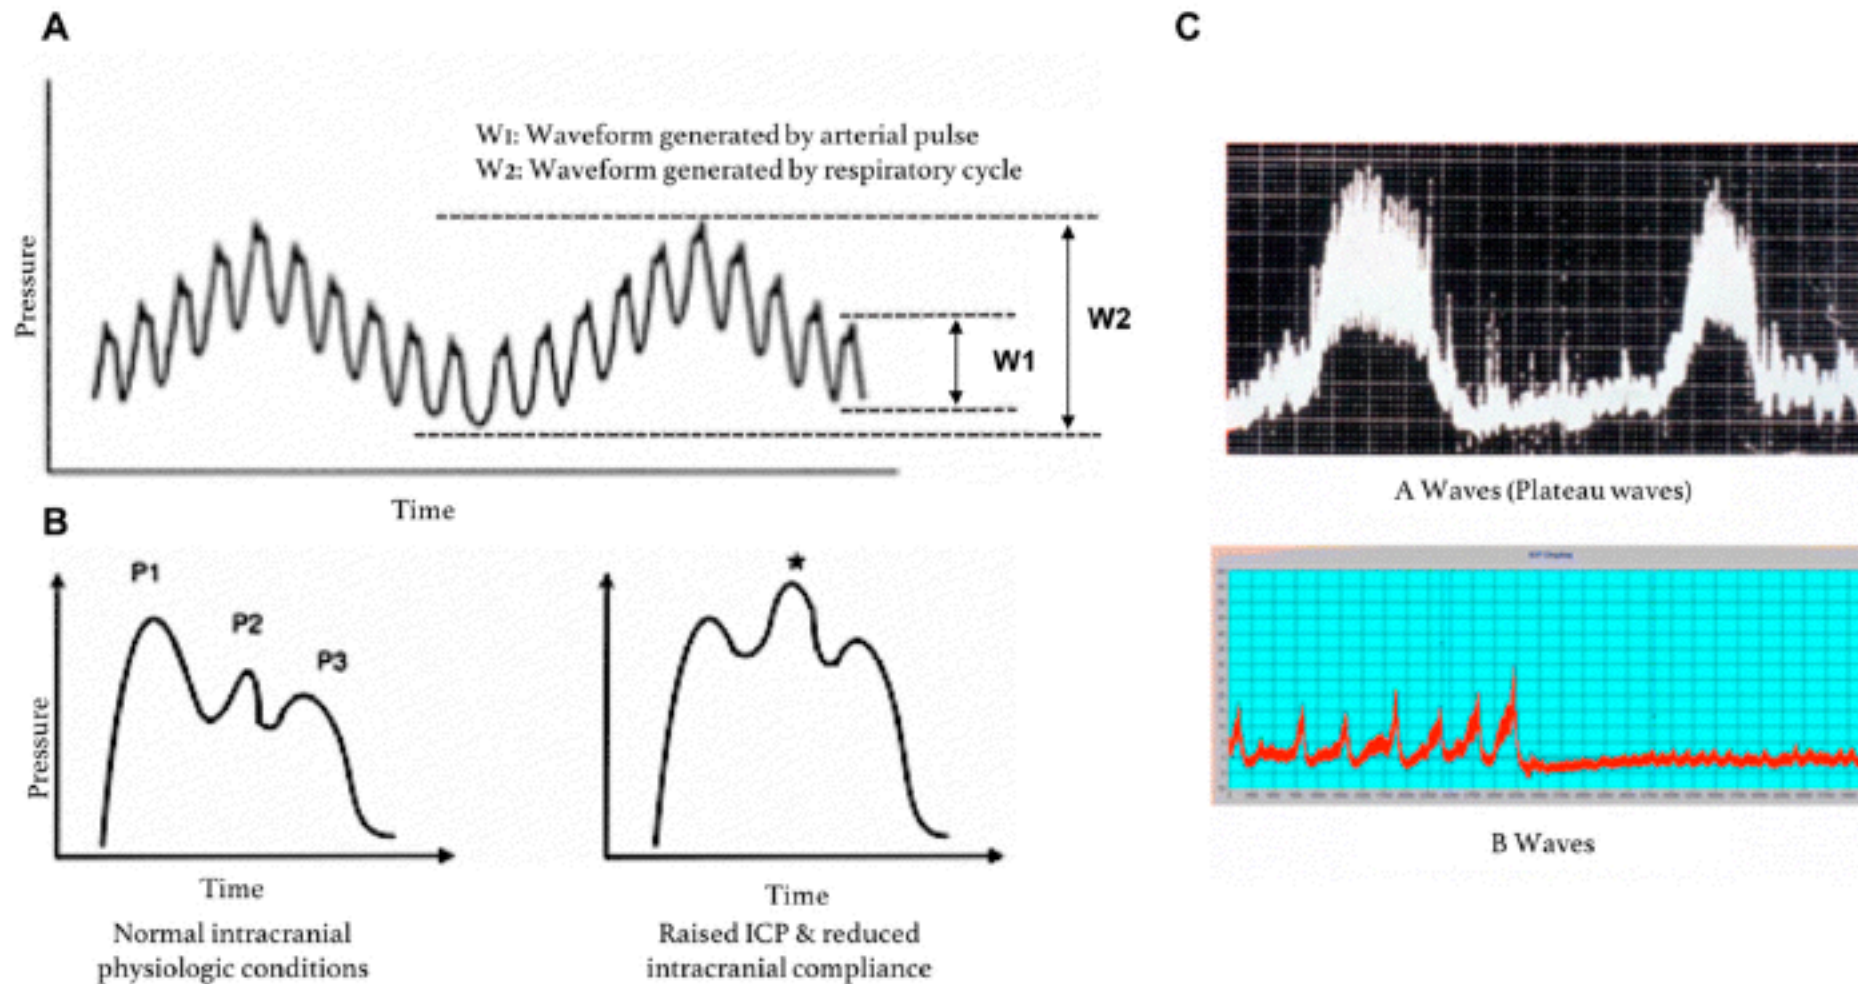 A
W1: Waveform generated by arterial pulse
W2: Waveform generated by respiratory cycle
Pressure
W1
W2
Time
B
P1
P2
P3
Pressure
Time
Normal intracranial
physiologic conditions
★
Time
Raised ICP & reduced
intracranial compliance
C
A Waves (Plateau waves)
B Waves